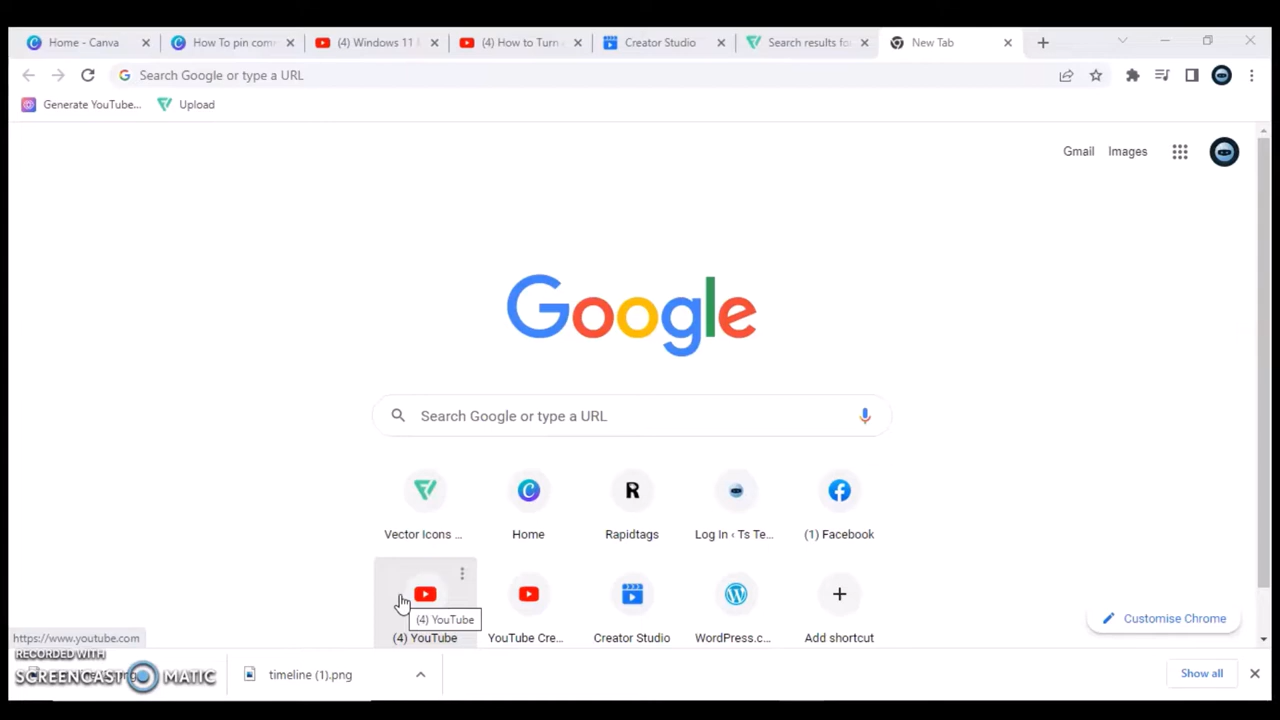 Home - Canva
How To pin com
(4) Windows 11
(4) How to Turn
Creator Studio
Search results fo
New Tab
Search Google or type a URL
Generate YouTube...
Upload
Gmail
Images
Google
Search Google or type a URL
Vector Icons ...
Home
Rapidtags
Log In ‹ Ts Te...
(1) Facebook
(4) YouTube
(4) YouTube
YouTube Cre...
Creator Studio
WordPress.c...
Add shortcut
Customise Chrome
https://www.youtube.com
RECORDED WITH
SCREENCAST MATIC
timeline (1).png
Show all